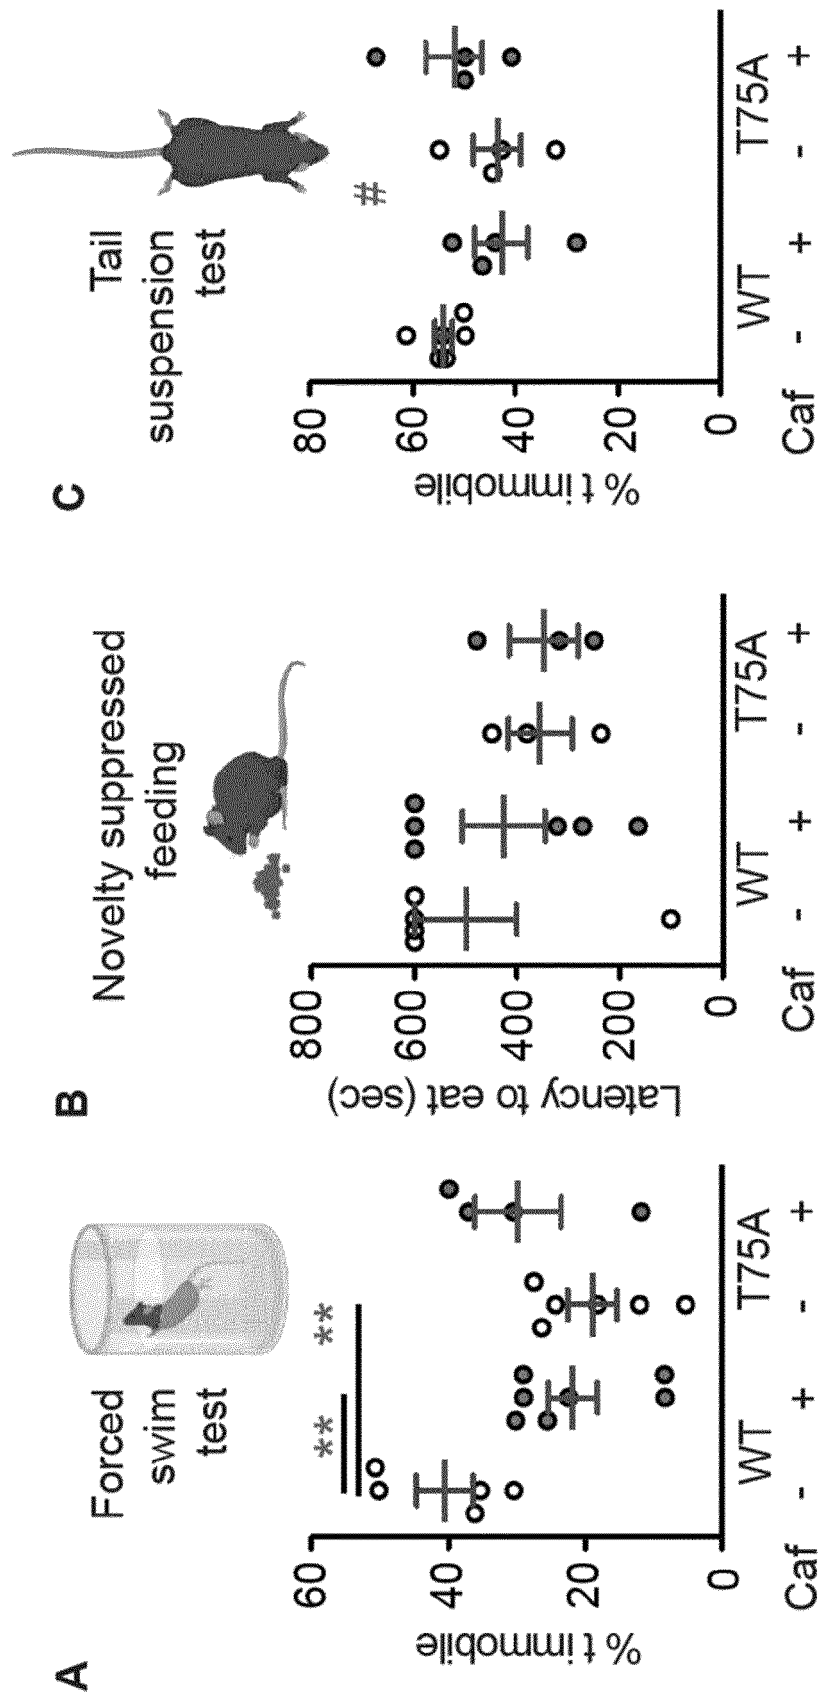 A
Forced
swim
test
** **
% t immobile
60
40
20
0
Caf - + - +
WT T75A
B
Novelty suppressed
feeding
Latency to eat (sec)
800
600
400
200
0
Caf - + - +
WT T75A
C
Tail
suspension
test
#
% t immobile
80
60
40
20
0
Caf - + - +
WT T75A